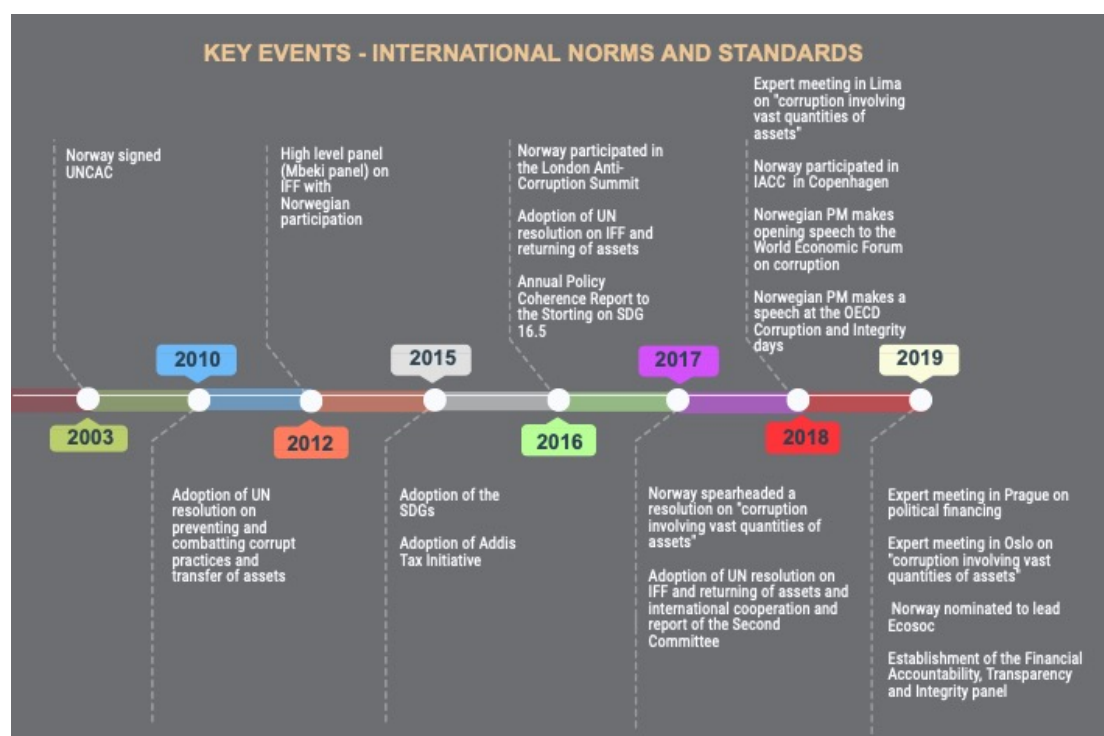 KEY EVENTS - INTERNATIONAL NORMS AND STANDARDS
Norway signed
UNCAC
High level panel
(Mbeki panel) on
IFF with
Norwegian
participation
Norway participated in
the London Anti-
Corruption Summit
Adoption of UN
resolution on IFF and
returning of assets
Annual Policy
Coherence Report to
the Storting on SDG
16.5
Expert meeting in Lima
on "corruption involving
vast quantities of
assets"
Norway participated in
IACC in Copenhagen
Norwegian PM makes
opening speech to the
World Economic Forum
on corruption
Norwegian PM makes a
speech at the OECD
Corruption and Integrity
days
2003
2010
2012
2015
2016
2017
2018
2019
Adoption of UN
resolution on
preventing and
combatting corrupt
practices and
transfer of assets
Adoption of the
SDGs
Adoption of Addis
Tax Initiative
Norway spearheaded a
resolution on "corruption
involving vast quantities of
assets"
Adoption of UN resolution on
IFF and returning of assets and
international cooperation and
report of the Second
Committee
Expert meeting in Prague on
political financing
Expert meeting in Oslo on
"corruption involving vast
quantities of assets"
Norway nominated to lead
Ecosoc
Establishment of the Financial
Accountability, Transparency
and Integrity panel